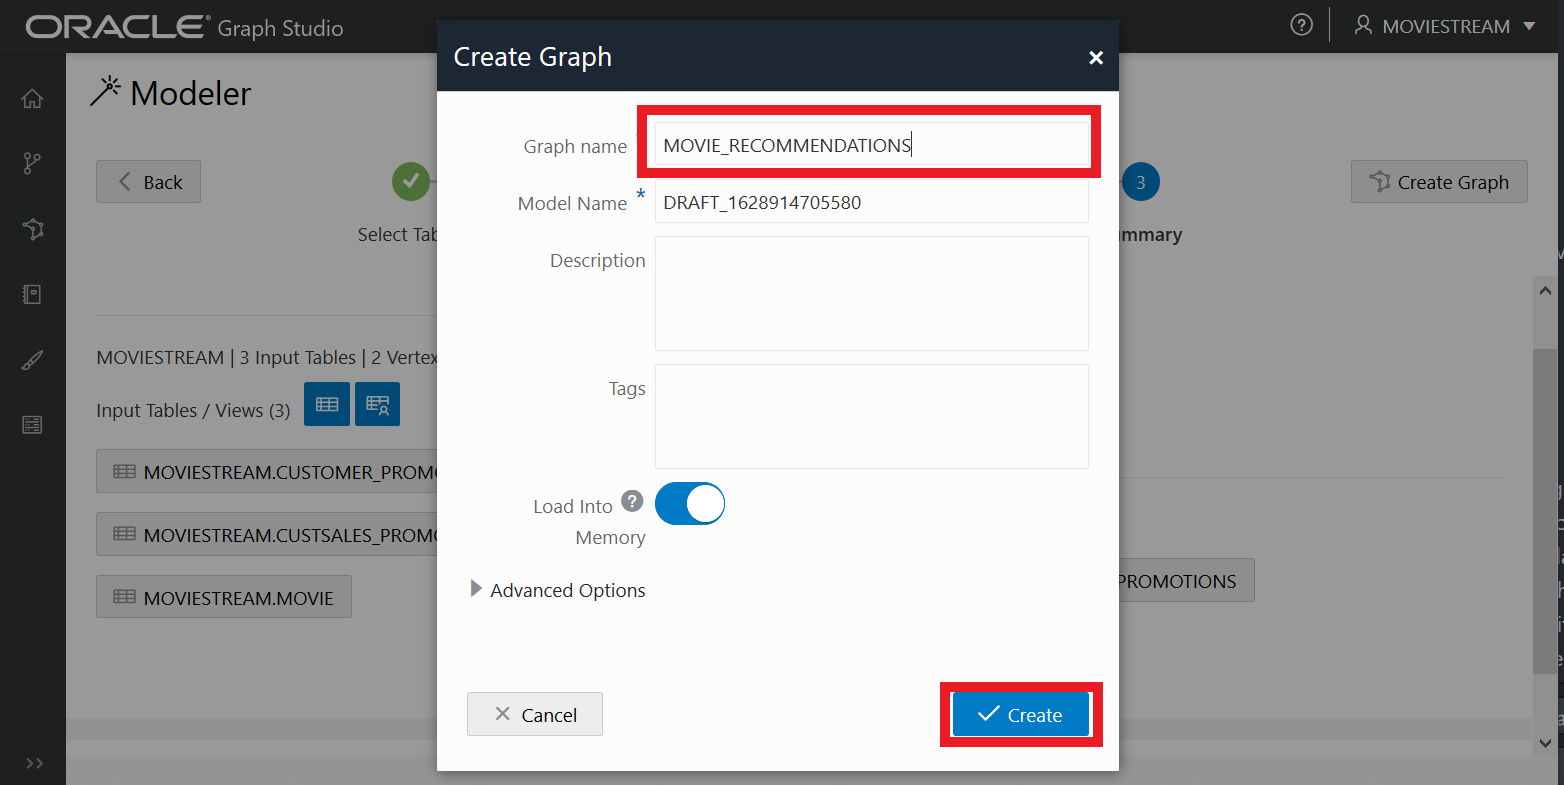 ORACLE Graph Studio
MOVIESTREAM
Modeler
Back
3
Create Graph
Select Tab
mmary
MOVIESTREAM | 3 Input Tables | 2 Vertex
Input Tables / Views (3)
MOVIESTREAM.CUSTOMER_PROMO
MOVIESTREAM.CUSTSALES_PROMO
MOVIESTREAM.MOVIE
PROMOTIONS
Create Graph
Graph name
MOVIE_RECOMMENDATIONS
Model Name * DRAFT_1628914705580
Description
Tags
Load Into ?
Memory
Advanced Options
Cancel
Create